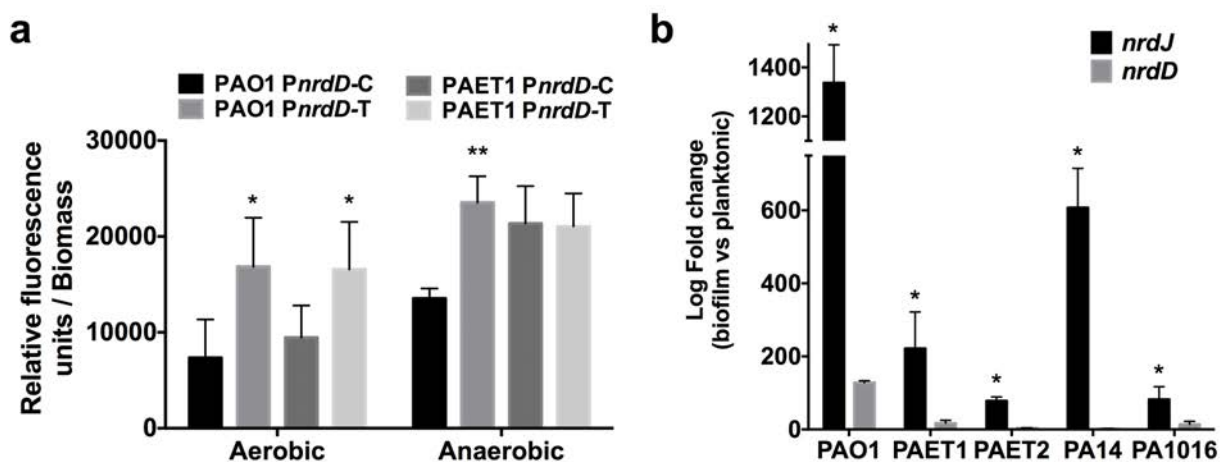 a
PAO1 PnrdD-C
PAET1 PnrdD-C
PAO1 PnrdD-T
PAET1 PnrdD-T
Relative fluorescence
units / Biomass
30000
20000
10000
0
*
*
**
Aerobic
Anaerobic
b
nrdJ
nrdD
Log Fold change
(biofilm vs planktonic)
1400
1300
1200
600
400
200
0
*
*
*
*
*
PAO1
PAET1
PAET2
PA14
PA1016